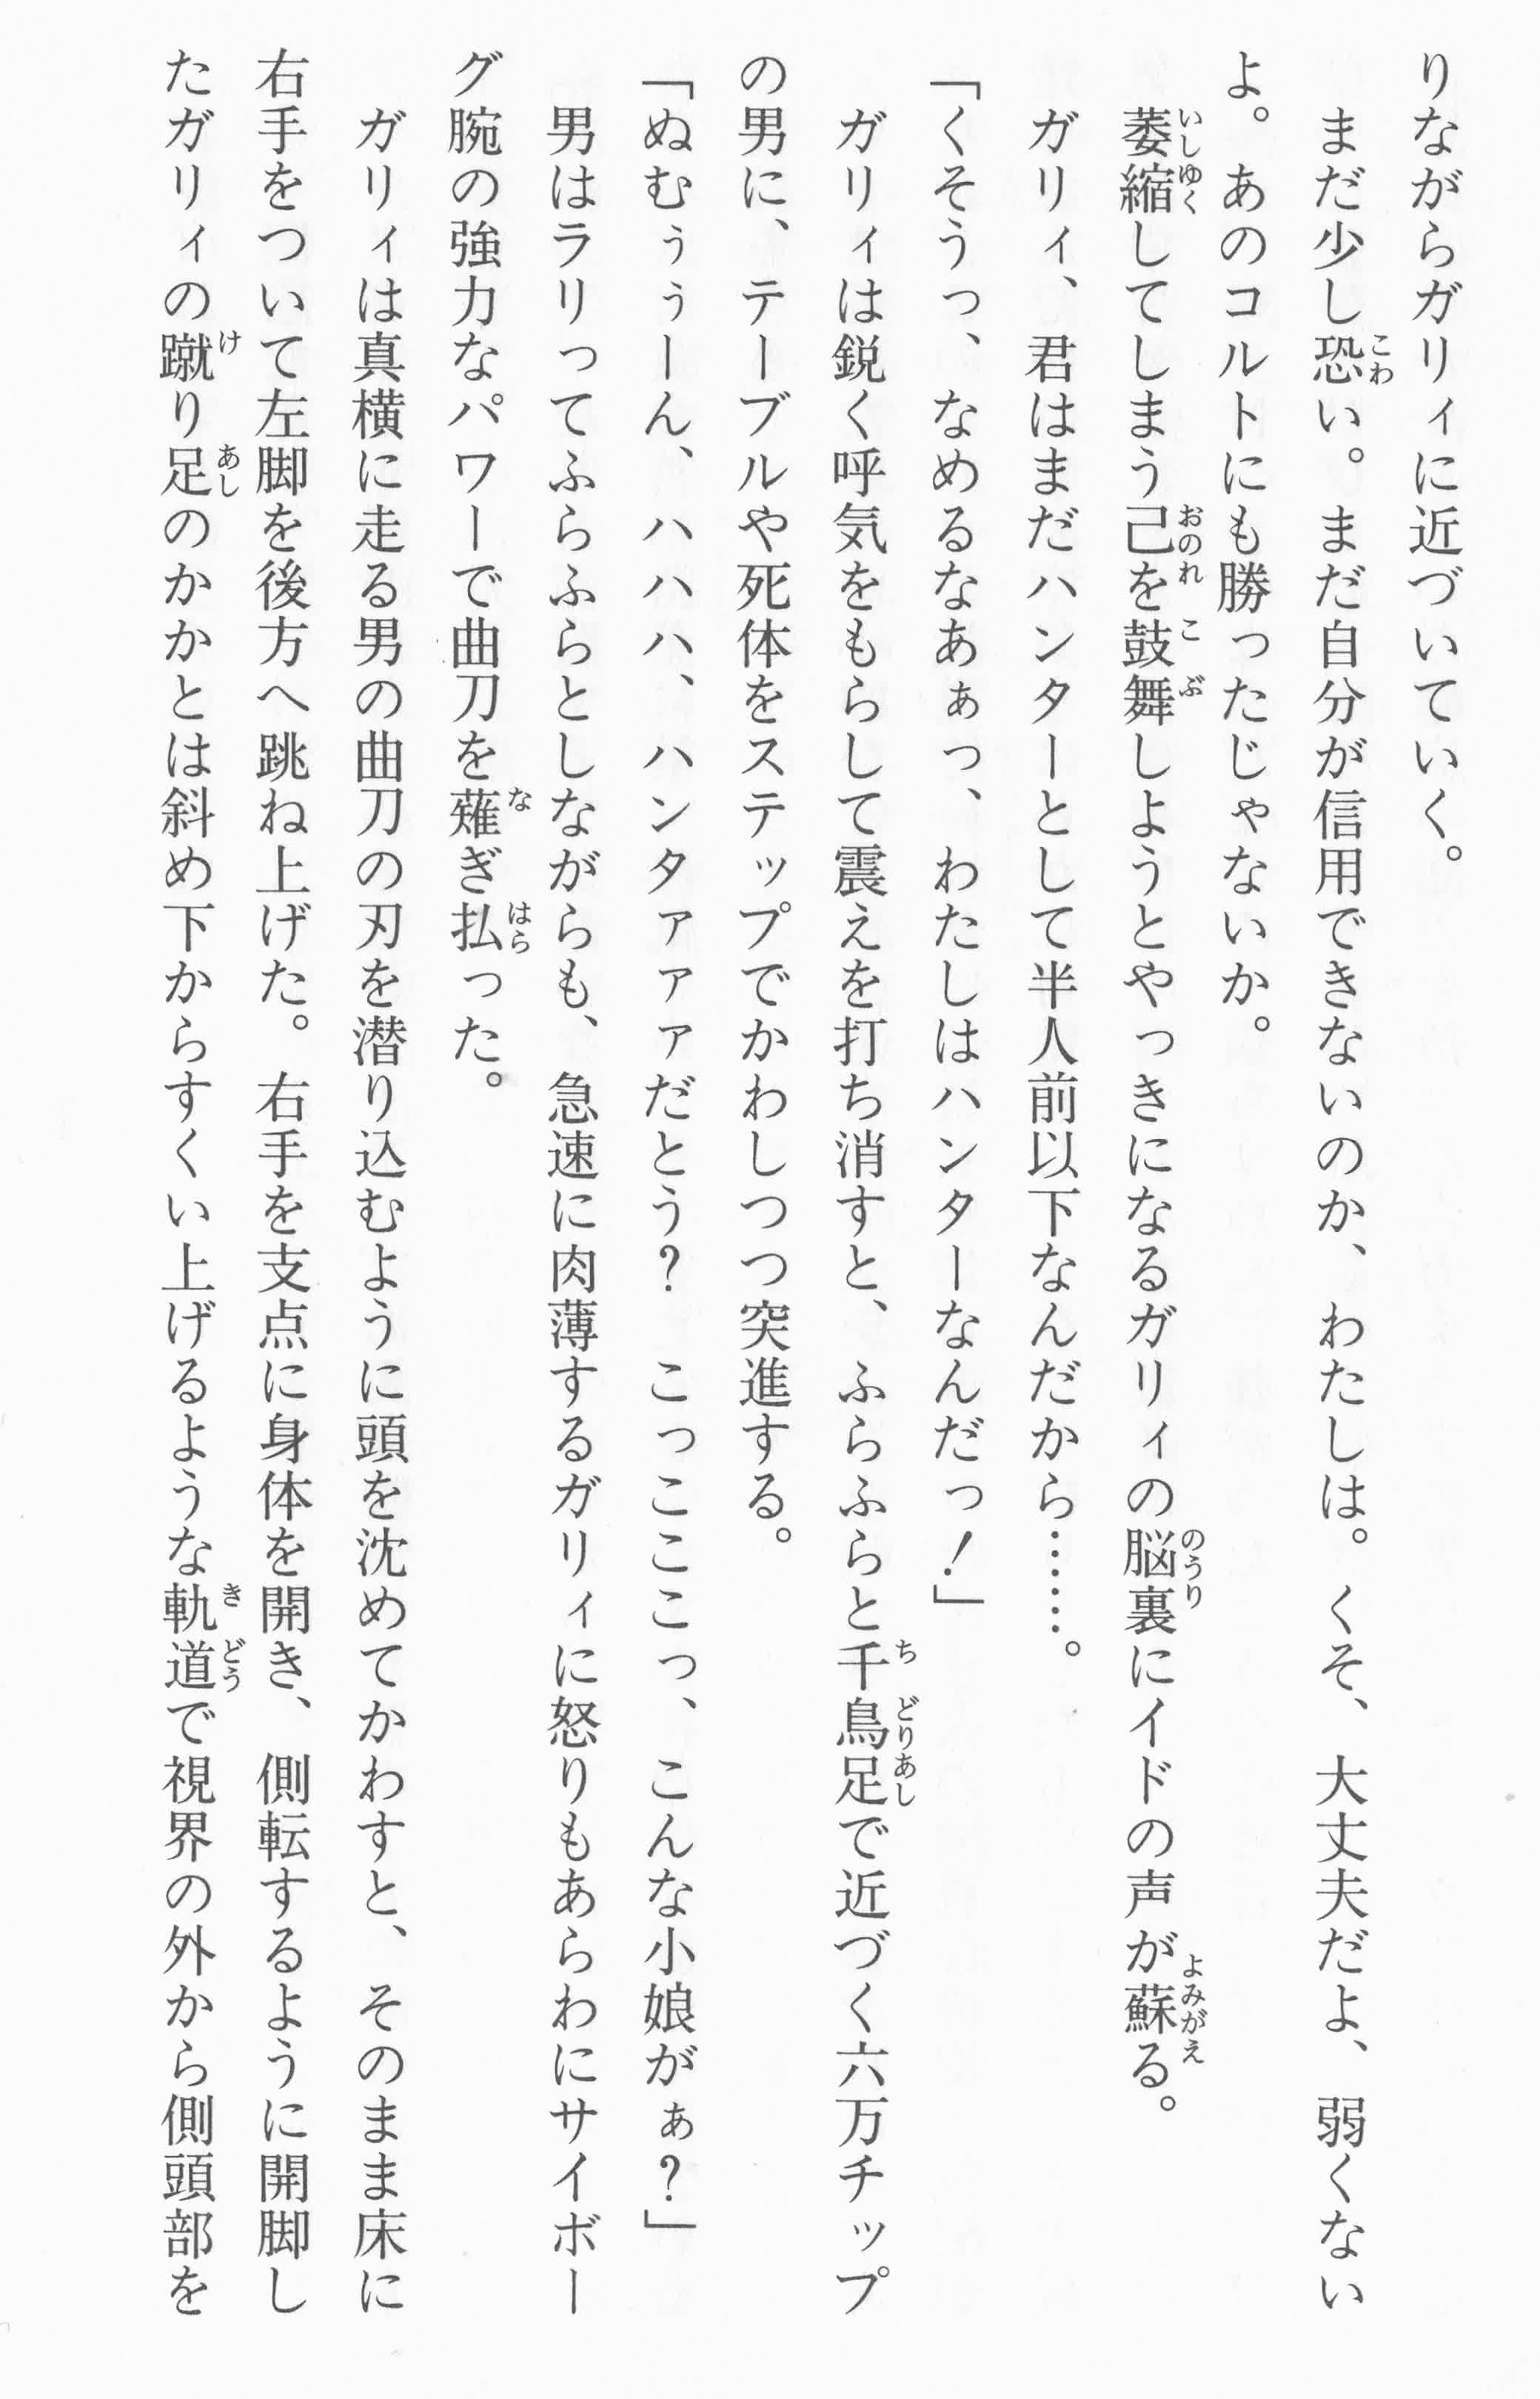 りながらガリィに近づいていく。
　まだ少し恐い。まだ自分が信用できないのか、わたしは。くそ、大丈夫だよ、弱くない
よ。あのコルトにも勝ったじゃないか。
　萎縮してしまう己を鼓舞しようとやっきになるガリィの脳裏にイドの声が蘇る。
　ガリィ、君はまだハンターとして半人前以下なんだから……。
「くそうっ、なめるなあぁっ、わたしはハンターなんだっ！」
　ガリィは鋭く呼気をもらして震えを打ち消すと、ふらふらと千鳥足で近づく六万チップ
の男に、テーブルや死体をステップでかわしつつ突進する。
「ぬむぅぅーん、ハハハ、ハンタァァァだとう？　こっこここっ、こんな小娘がぁ？」
　男はラリってふらふらとしながらも、急速に肉薄するガリィに怒りもあらわにサイボー
グ腕の強力なパワーで曲刀を薙ぎ払った。
　ガリィは真横に走る男の曲刀の刃を潜り込むように頭を沈めてかわすと、そのまま床に
右手をついて左脚を後方へ跳ね上げた。右手を支点に身体を開き、側転するように開脚し
たガリィの蹴り足のかかとは斜め下からすくい上げるような軌道で視界の外から側頭部を